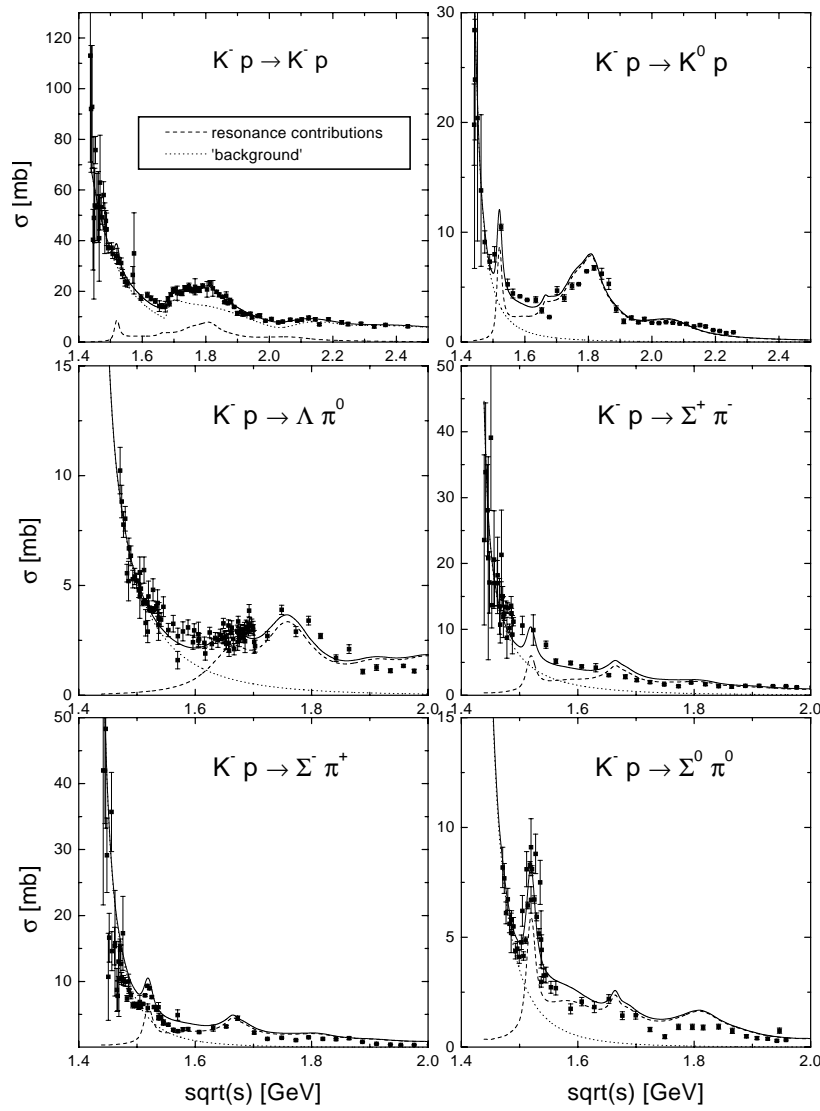 K⁻ p → K⁻ p
resonance contributions
'background'
σ [mb]
120
100
80
60
40
20
0
1.4 1.6 1.8 2.0 2.2 2.4
K⁻ p → K⁰ p
30
20
10
0
1.4 1.6 1.8 2.0 2.2 2.4
K⁻ p → Λ π⁰
σ [mb]
15
10
5
0
1.4 1.6 1.8 2.0
K⁻ p → Σ⁺ π⁻
50
40
30
20
10
0
1.4 1.6 1.8 2.0
K⁻ p → Σ⁻ π⁺
σ [mb]
50
40
30
20
10
0
1.4 1.6 1.8 2.0
sqrt(s) [GeV]
K⁻ p → Σ⁰ π⁰
15
10
5
0
1.4 1.6 1.8 2.0
sqrt(s) [GeV]